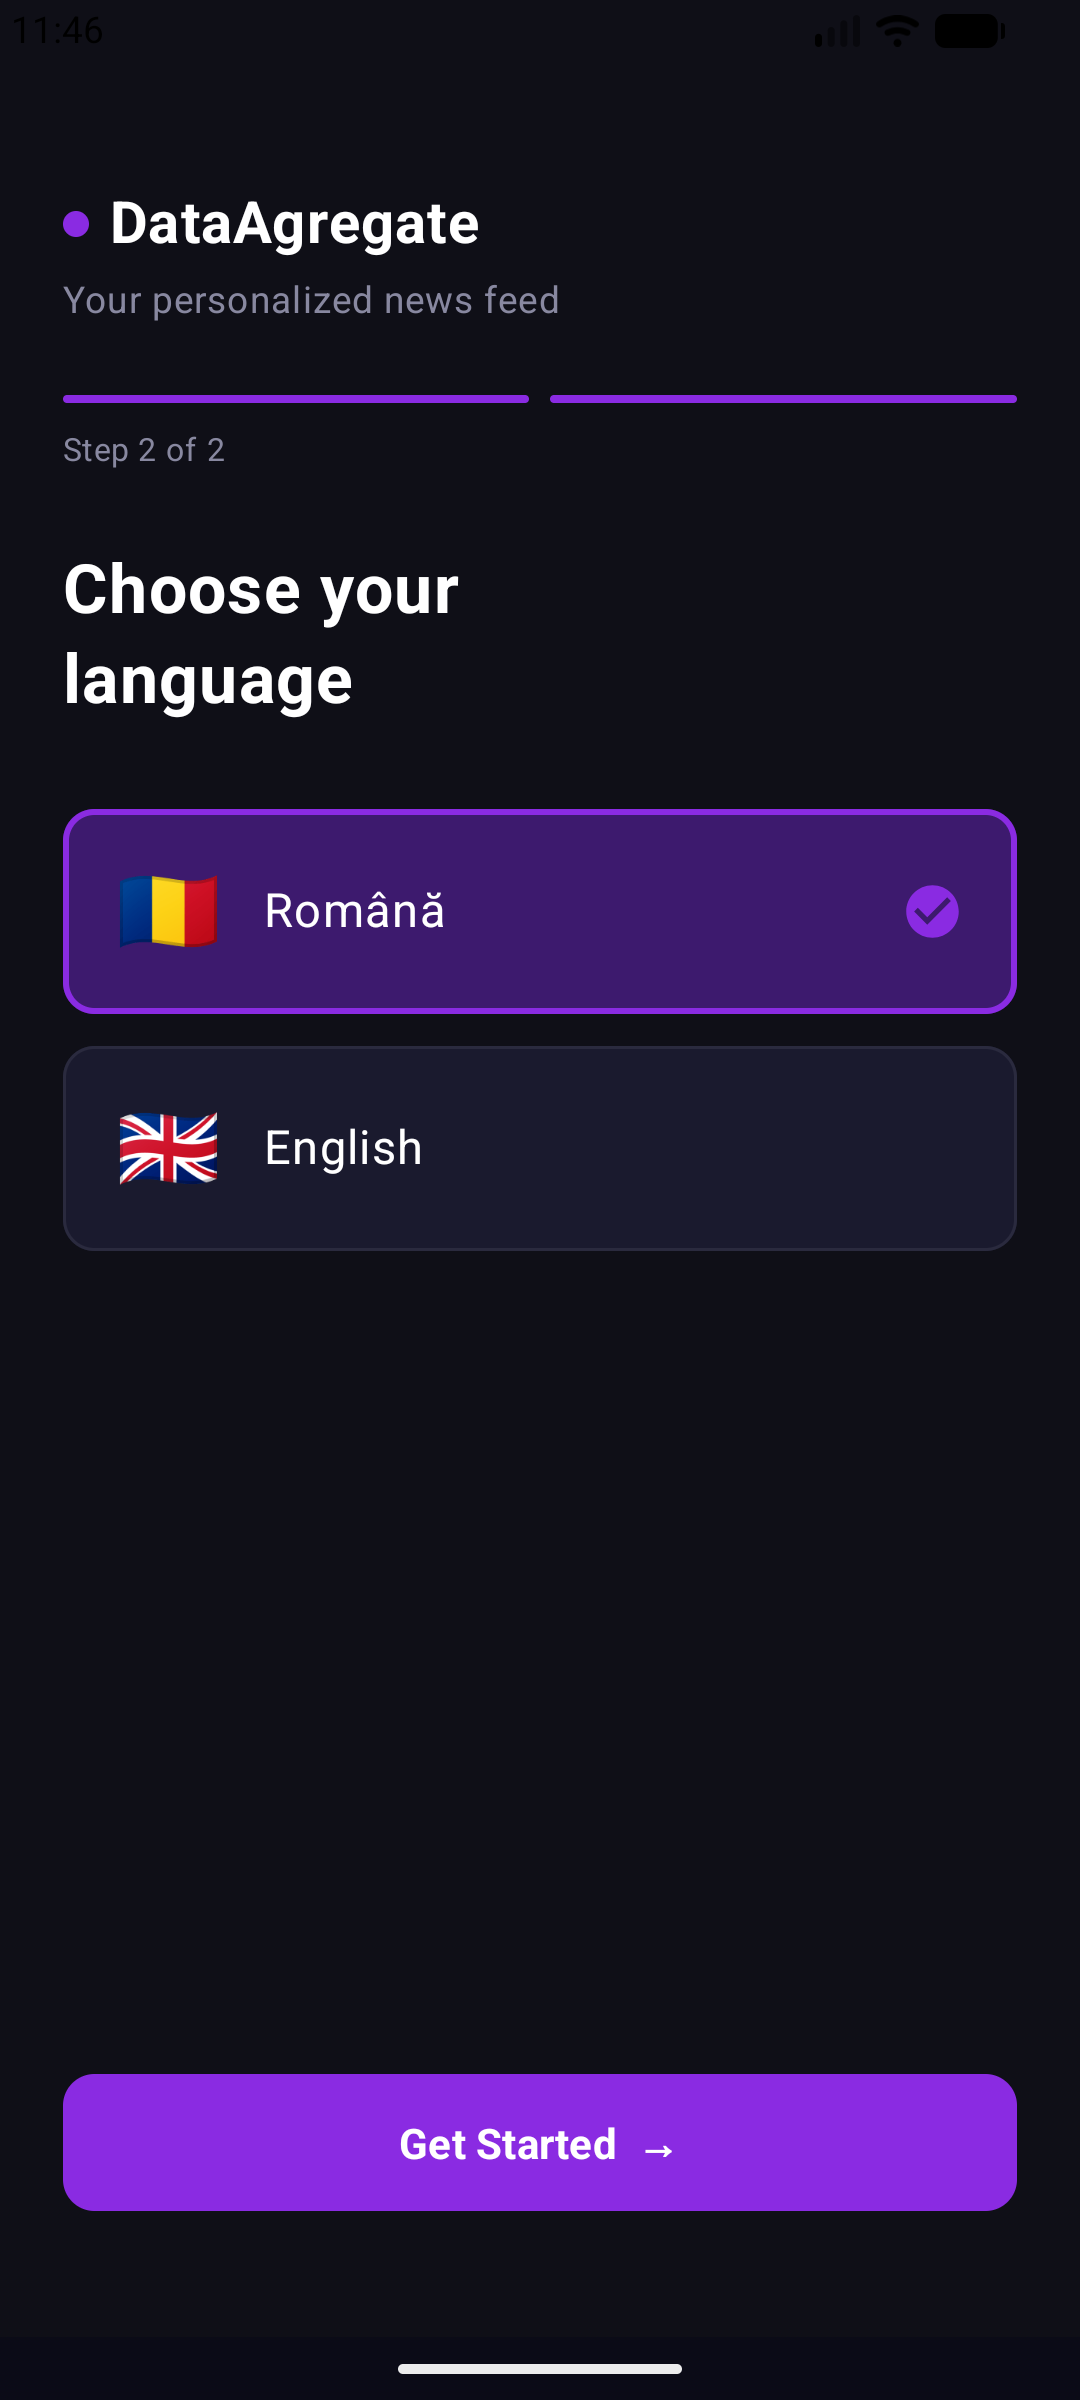 11:46
DataAgregate
Your personalized news feed
Step 2 of 2
Choose your
language
Română
English
Get Started →